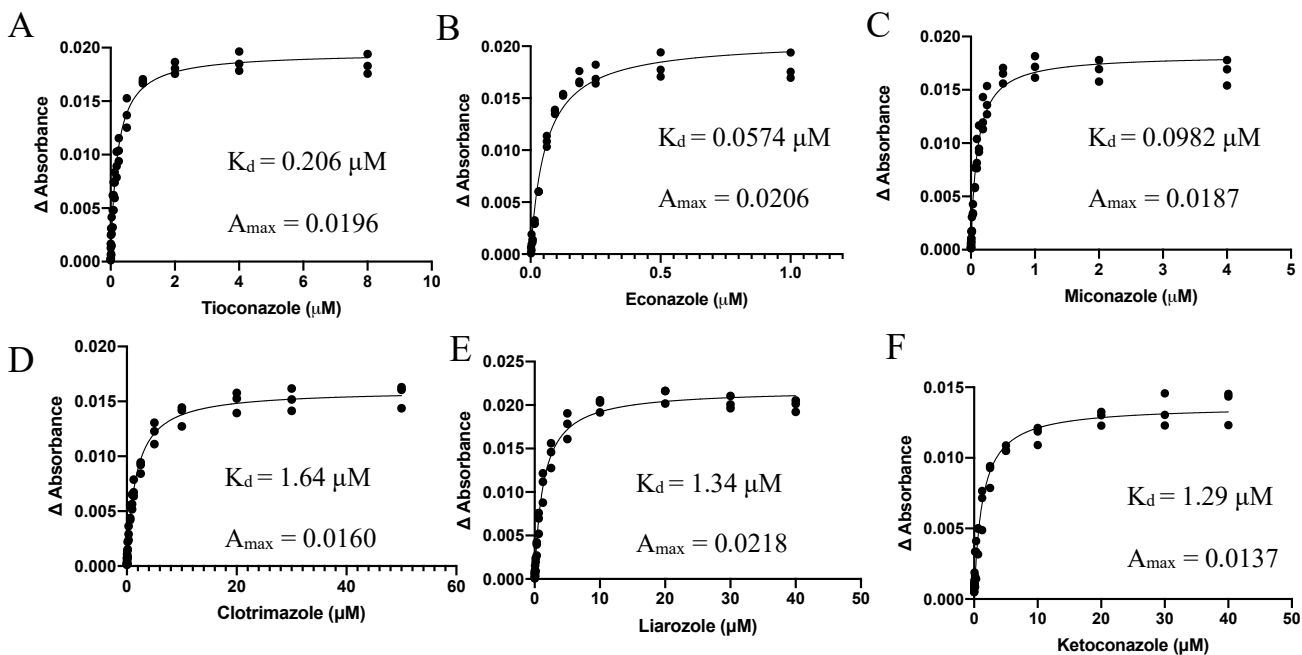 A
0.020
0.015
0.010
0.005
0.000
Δ Absorbance
K_d = 0.206 μM
A_max = 0.0196
0 2 4 6 8 10
Tioconazole (μM)
B
0.020
0.015
0.010
0.005
0.000
Δ Absorbance
K_d = 0.0574 μM
A_max = 0.0206
0.0 0.5 1.0
Econazole (μM)
C
0.020
0.015
0.010
0.005
0.000
Δ Absorbance
K_d = 0.0982 μM
A_max = 0.0187
0 1 2 3 4 5
Miconazole (μM)
D
0.020
0.015
0.010
0.005
0.000
Δ Absorbance
K_d = 1.64 μM
A_max = 0.0160
0 20 40 60
Clotrimazole (μM)
E
0.025
0.020
0.015
0.010
0.005
0.000
Δ Absorbance
K_d = 1.34 μM
A_max = 0.0218
0 10 20 30 40 50
Liarozole (μM)
F
0.015
0.010
0.005
0.000
Δ Absorbance
K_d = 1.29 μM
A_max = 0.0137
0 10 20 30 40 50
Ketoconazole (μM)